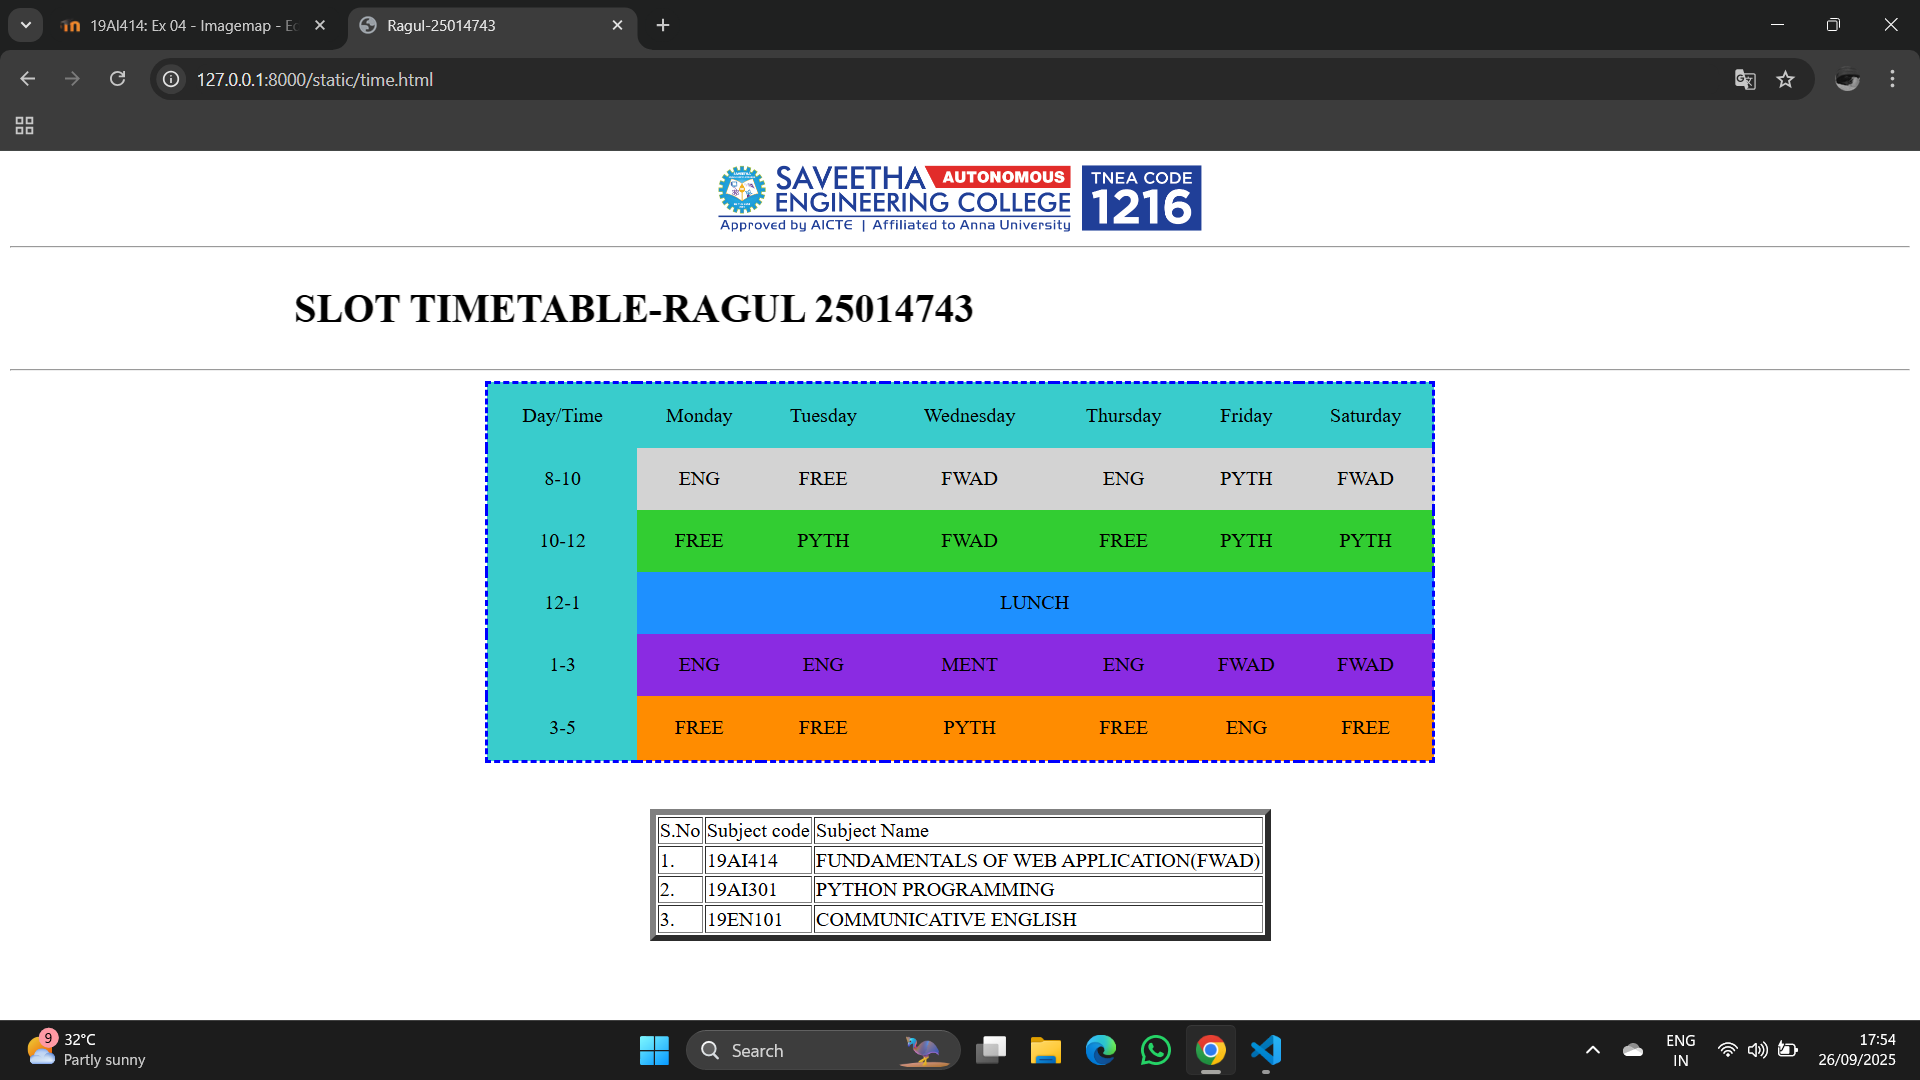 19AI414: Ex 04 - Imagemap - Ec
Ragul-25014743
127.0.0.1:8000/static/time.html
SAVEETHA AUTONOMOUS
ENGINEERING COLLEGE
Approved by AICTE | Affiliated to Anna University
TNEA CODE
1216
SLOT TIMETABLE-RAGUL 25014743
Day/Time Monday Tuesday Wednesday Thursday Friday Saturday
8-10 ENG FREE FWAD ENG PYTH FWAD
10-12 FREE PYTH FWAD FREE PYTH PYTH
12-1 LUNCH
1-3 ENG ENG MENT ENG FWAD FWAD
3-5 FREE FREE PYTH FREE ENG FREE
S.No Subject code Subject Name
1. 19AI414 FUNDAMENTALS OF WEB APPLICATION(FWAD)
2. 19AI301 PYTHON PROGRAMMING
3. 19EN101 COMMUNICATIVE ENGLISH
9
32°C
Partly sunny
Search
ENG
IN
17:54
26/09/2025